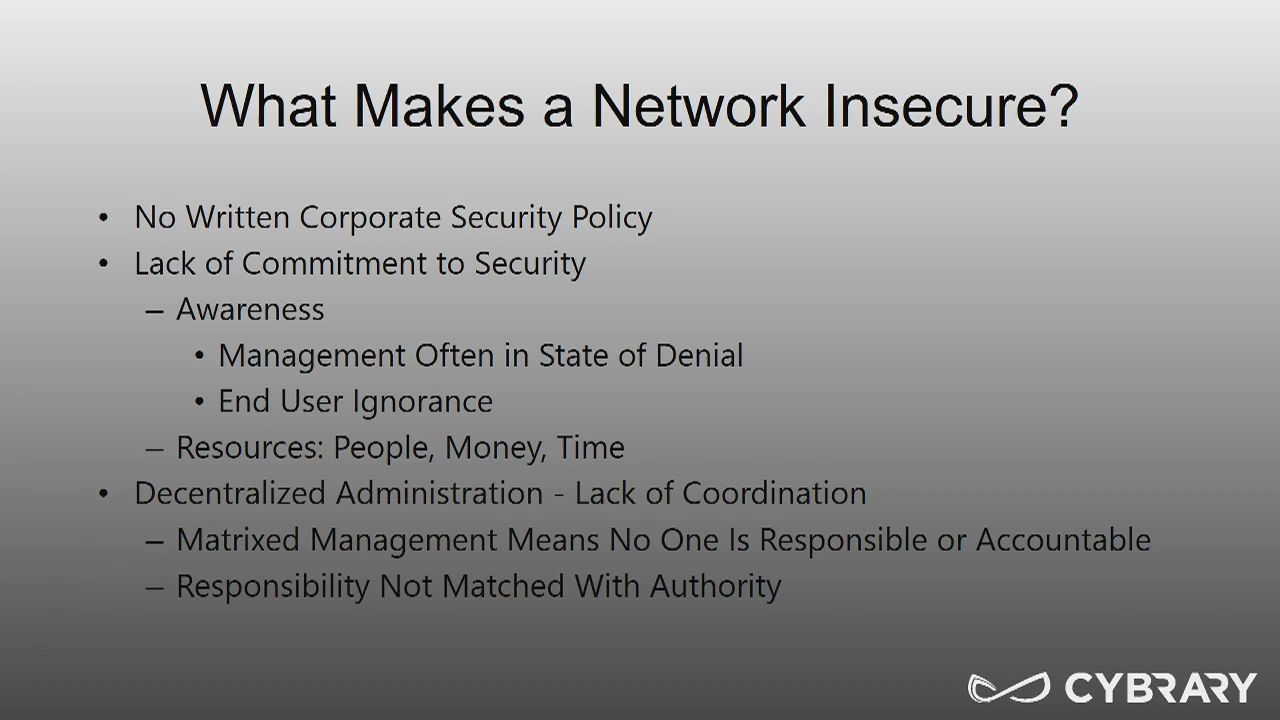 What Makes a Network Insecure?
• No Written Corporate Security Policy
• Lack of Commitment to Security
– Awareness
• Management Often in State of Denial
• End User Ignorance
– Resources: People, Money, Time
• Decentralized Administration - Lack of Coordination
– Matrixed Management Means No One Is Responsible or Accountable
– Responsibility Not Matched With Authority
CYBRARY